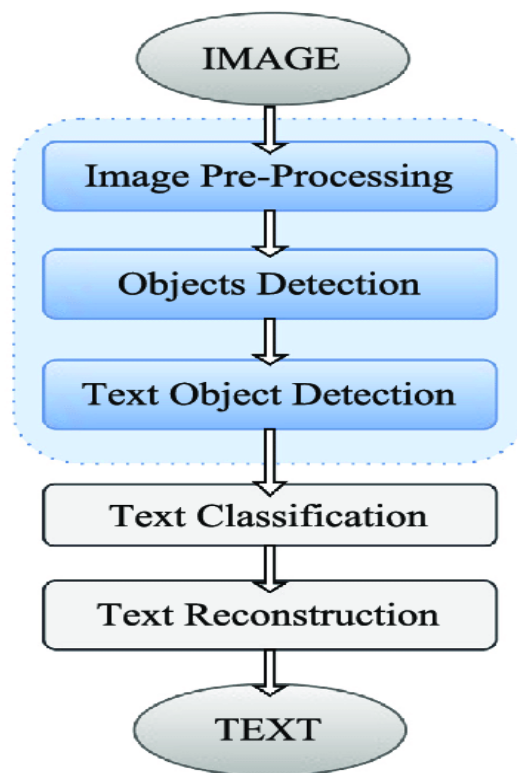 IMAGE
Image Pre-Processing
Objects Detection
Text Object Detection
Text Classification
Text Reconstruction
TEXT